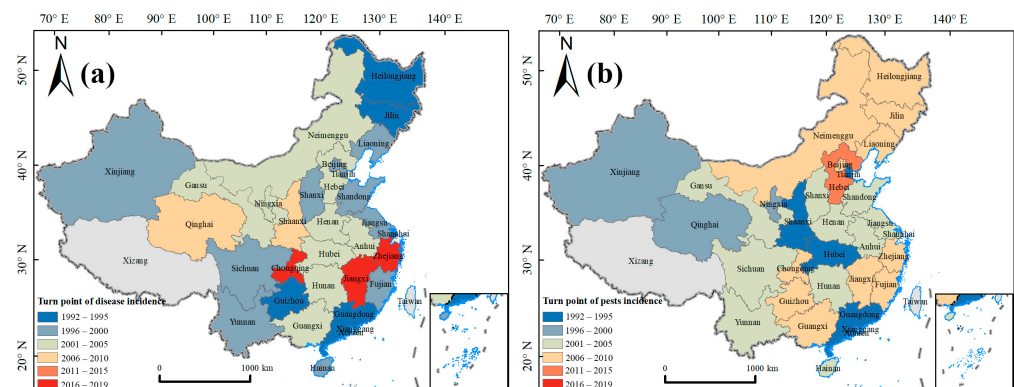 70° E 80° E 90° E 100° E 110° E 120° E 130° E 140° E
50° N
40° N
30° N
20° N
N
(a)
Heilongjiang
Jilin
Liaoning
Neimenggu
Beijing
Tianjin
Hebei
Xinjiang
Gansu
Ningxia
Shanxi
Shandong
Qinghai
Shaanxi
Henan
Jiangsu
Shanghai
Xizang
Sichuan
Chongqing
Hubei
Anhui
Zhejiang
Hunan
Jiangxi
Fujian
Guizhou
Yunnan
Guangxi
Guangdong
Xianggang
Taiwan
Hainan
Turn point of disease incidence
1992 – 1995
1996 – 2000
2001 – 2005
2006 – 2010
2011 – 2015
2016 – 2019
0 1000 km
70° E 80° E 90° E 100° E 110° E 120° E 130° E 140° E
50° N
40° N
30° N
20° N
N
(b)
Heilongjiang
Jilin
Liaoning
Neimenggu
Beijing
Tianjin
Hebei
Xinjiang
Gansu
Ningxia
Shanxi
Shandong
Qinghai
Shaanxi
Henan
Jiangsu
Shanghai
Xizang
Sichuan
Chongqing
Hubei
Anhui
Zhejiang
Hunan
Jiangxi
Fujian
Guizhou
Yunnan
Guangxi
Guangdong
Xianggang
Taiwan
Hainan
Turn point of pests incidence
1992 – 1995
1996 – 2000
2001 – 2005
2006 – 2010
2011 – 2015
2016 – 2019
0 1000 km